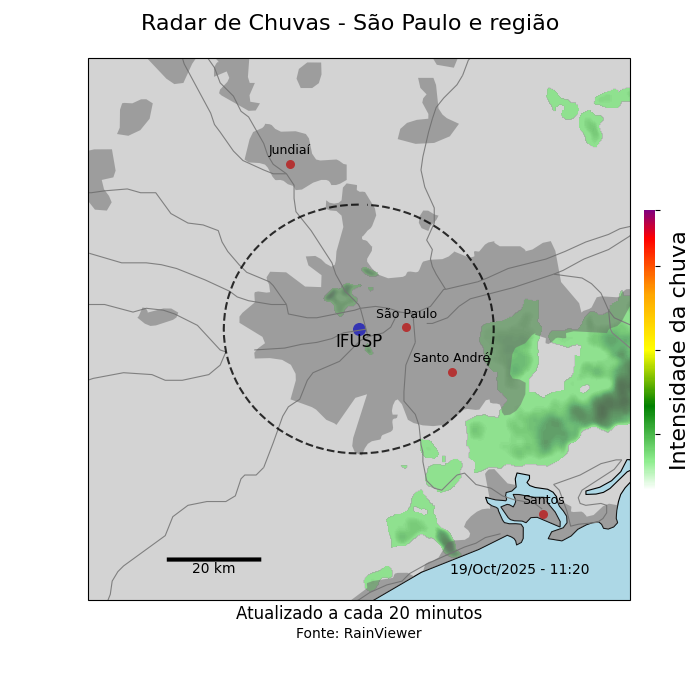 Radar de Chuvas - São Paulo e região
Jundiaí
São Paulo
IFUSP
Santo André
Santos
20 km
19/Oct/2025 - 11:20
Intensidade da chuva
Atualizado a cada 20 minutos
Fonte: RainViewer